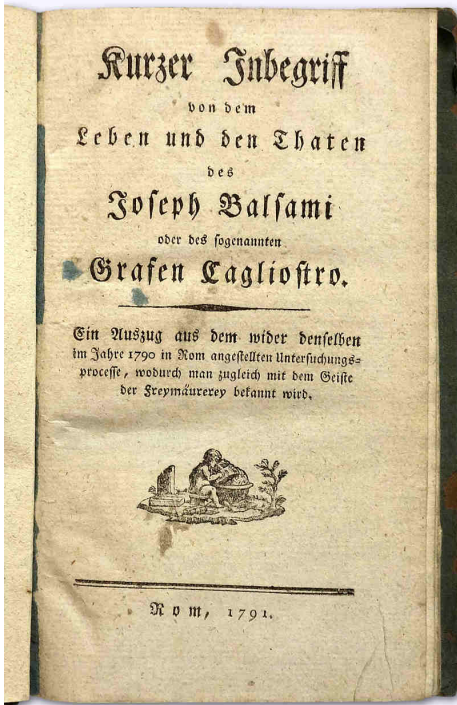 Kurzer Inbegriff
von dem
Leben und den Thaten
des
Joseph Balsami
oder des sogenannten
Grafen Cagliostro.
Ein Auszug aus dem wider denselben
im Jahre 1790 in Rom angestellten Untersuchungs=
processe, wodurch man zugleich mit dem Geiste
der Freymäurerey bekannt wird.
Rom, 1791.